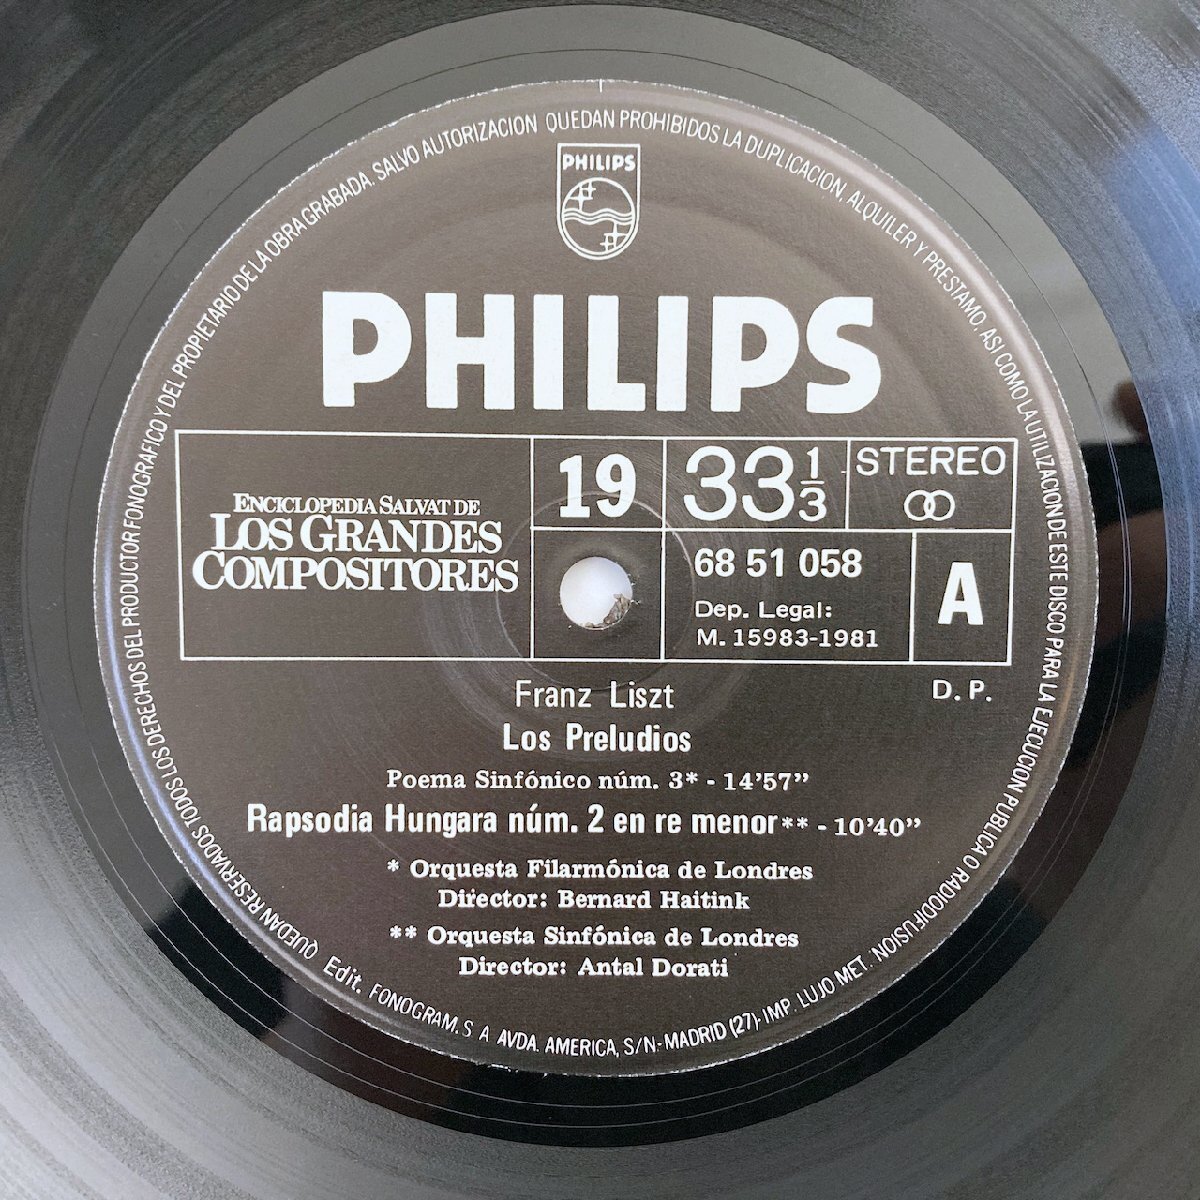 QUEDAN RESERVADOS TODOS LOS DERECHOS DEL PRODUCTOR FONOGRAFICO Y DEL PROPIETARIO DE LA OBRA GRABADA. SALVO AUTORIZACION QUEDAN PROHIBIDOS LA DUPLICACION, ALQUILER Y PRESTAMO, ASI COMO LA UTILIZACION DE ESTE DISCO PARA LA EJECUCION PUBLICA O RADIODIFUSION
PHILIPS
PHILIPS
ENCICLOPEDIA SALVAT DE
LOS GRANDES
COMPOSITORES
19
33 1/3
STEREO
68 51 058
Dep. Legal:
M. 15983-1981
A
D. P.
Franz Liszt
Los Preludios
Poema Sinfónico núm. 3* - 14'57"
Rapsodia Hungara núm. 2 en re menor** - 10'40"
* Orquesta Filarmónica de Londres
Director: Bernard Haitink
** Orquesta Sinfónica de Londres
Director: Antal Dorati
Edit. FONOGRAM. S A AVDA. AMERICA, S/N-MADRID (27)-IMP. LUJO MET.